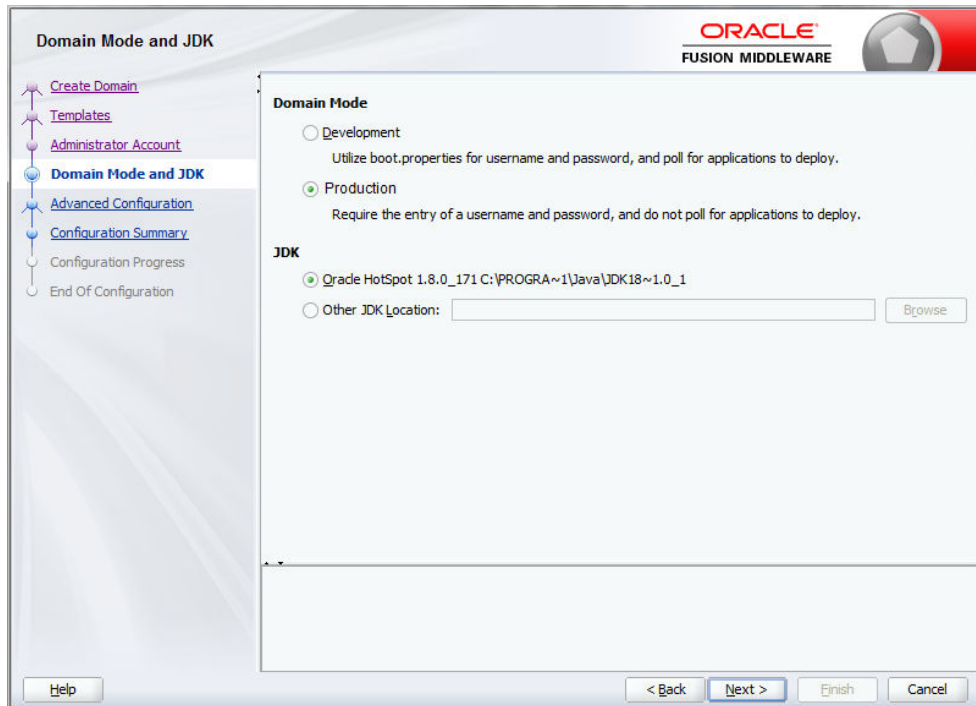 Domain Mode and JDK
ORACLE
FUSION MIDDLEWARE
Create Domain
Templates
Administrator Account
Domain Mode and JDK
Advanced Configuration
Configuration Summary
Configuration Progress
End Of Configuration
Domain Mode
Development
Utilize boot.properties for username and password, and poll for applications to deploy.
Production
Require the entry of a username and password, and do not poll for applications to deploy.
JDK
Oracle HotSpot 1.8.0_171 C:\PROGRA~1\Java\JDK18~1.0_1
Other JDK Location:
Browse
Help
< Back
Next >
Finish
Cancel